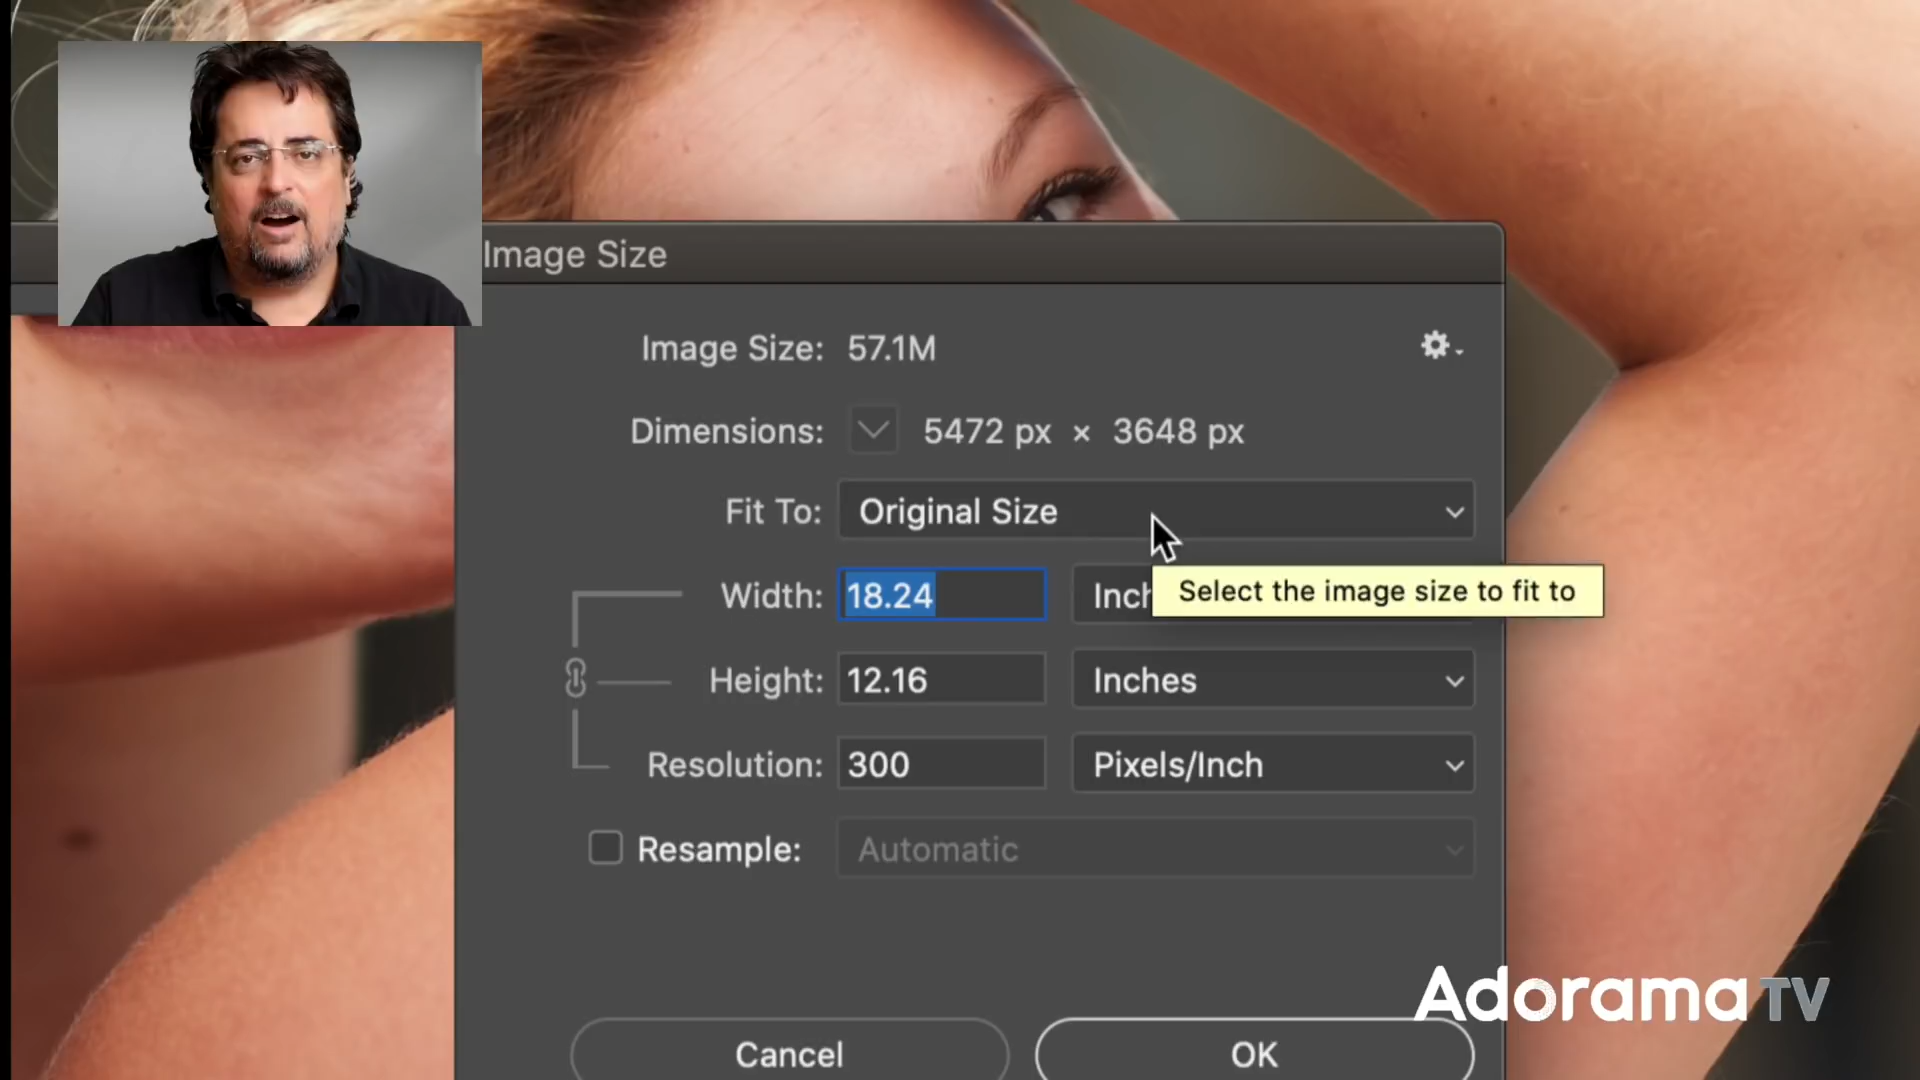 Image Size
Image Size: 57.1M
Dimensions: 5472 px × 3648 px
Fit To: Original Size
Width: 18.24 Inch
Select the image size to fit to
Height: 12.16 Inches
Resolution: 300 Pixels/Inch
Resample: Automatic
Cancel OK
Adorama TV